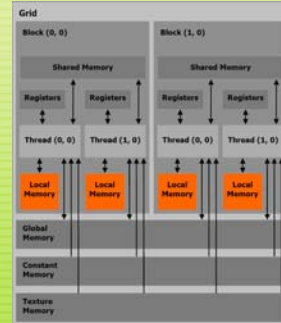 Grid
Block (0, 0)
Block (1, 0)
Shared Memory
Shared Memory
Registers
Registers
Registers
Registers
Thread (0, 0)
Thread (1, 0)
Thread (0, 0)
Thread (1, 0)
Local
Memory
Local
Memory
Local
Memory
Local
Memory
Global
Memory
Constant
Memory
Texture
Memory